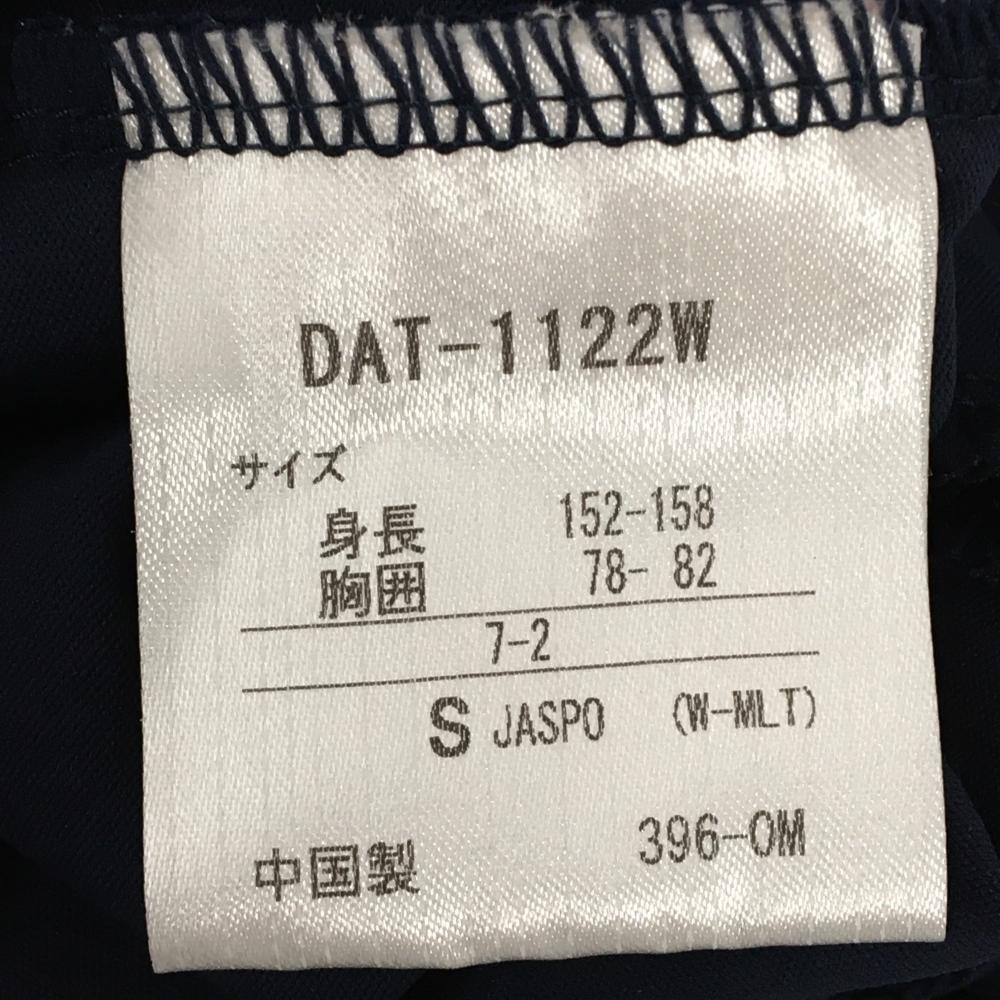 DAT-1122W
サイズ
身長 152-158
胸囲 78- 82
7-2
S JASPO (W-MLT)
396-OM
中国製